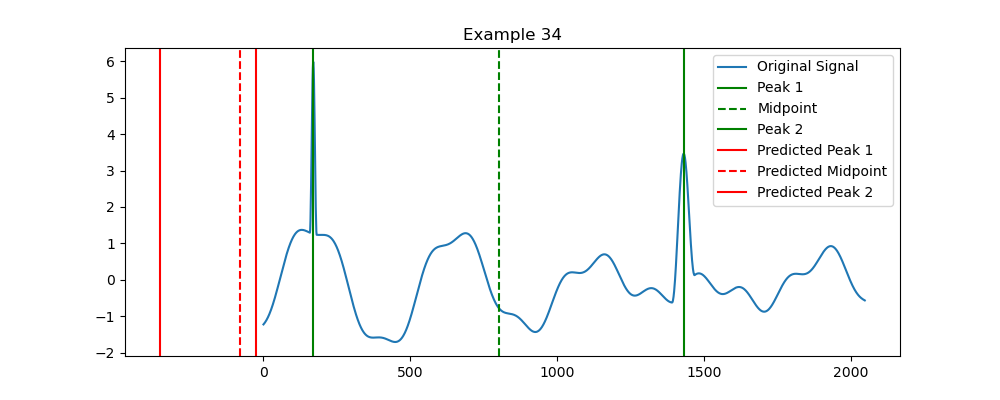 Example 34
6
5
4
3
2
1
0
−1
−2
0
500
1000
1500
2000
Original Signal
Peak 1
Midpoint
Peak 2
Predicted Peak 1
Predicted Midpoint
Predicted Peak 2